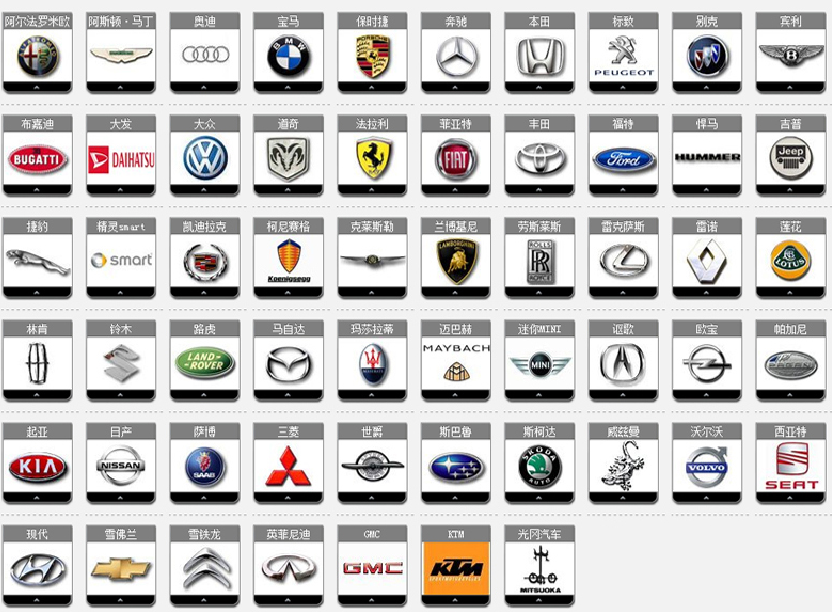 阿尔法罗米欧
阿斯顿·马丁
奥迪
宝马
保时捷
奔驰
本田
标致
别克
宾利
BMW
PORSCHE
PEUGEOT
B
布嘉迪
大发
大众
道奇
法拉利
菲亚特
丰田
福特
悍马
吉普
BUGATTI
DAIHATSU
FIAT
Ford
HUMMER
Jeep
捷豹
精灵smart
凯迪拉克
柯尼赛格
克莱斯勒
兰博基尼
劳斯莱斯
雷克萨斯
雷诺
莲花
smart
Koenigsegg
LAMBORGHINI
ROLLS
RR
ROYCE
LOTUS
林肯
铃木
路虎
马自达
玛莎拉蒂
迈巴赫
迷你MINI
讴歌
欧宝
帕加尼
LAND-
ROVER
MASERATI
MAYBACH
MINI
起亚
日产
萨博
三菱
世爵
斯巴鲁
斯柯达
威兹曼
沃尔沃
西亚特
KIA
NISSAN
SAAB
SKODA
AUTO
VOLVO
SEAT
现代
雪佛兰
雪铁龙
英菲尼迪
GMC
KTM
光冈汽车
GMC
KTM
MITSUOKA